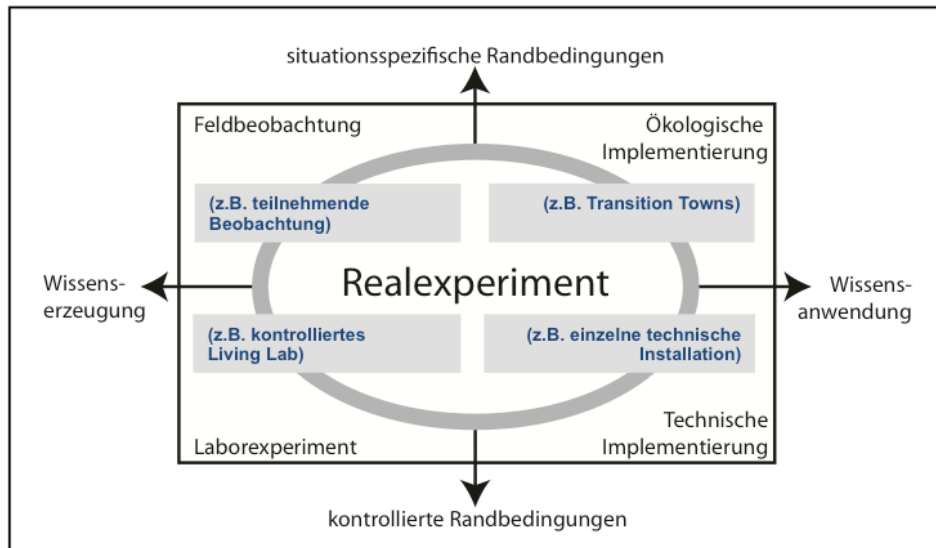 situationsspezifische Randbedingungen
Feldbeobachtung
Ökologische
Implementierung
(z.B. teilnehmende
Beobachtung)
(z.B. Transition Towns)
Wissens-
erzeugung
Realexperiment
Wissens-
anwendung
(z.B. kontrolliertes
Living Lab)
(z.B. einzelne technische
Installation)
Laborexperiment
Technische
Implementierung
kontrollierte Randbedingungen